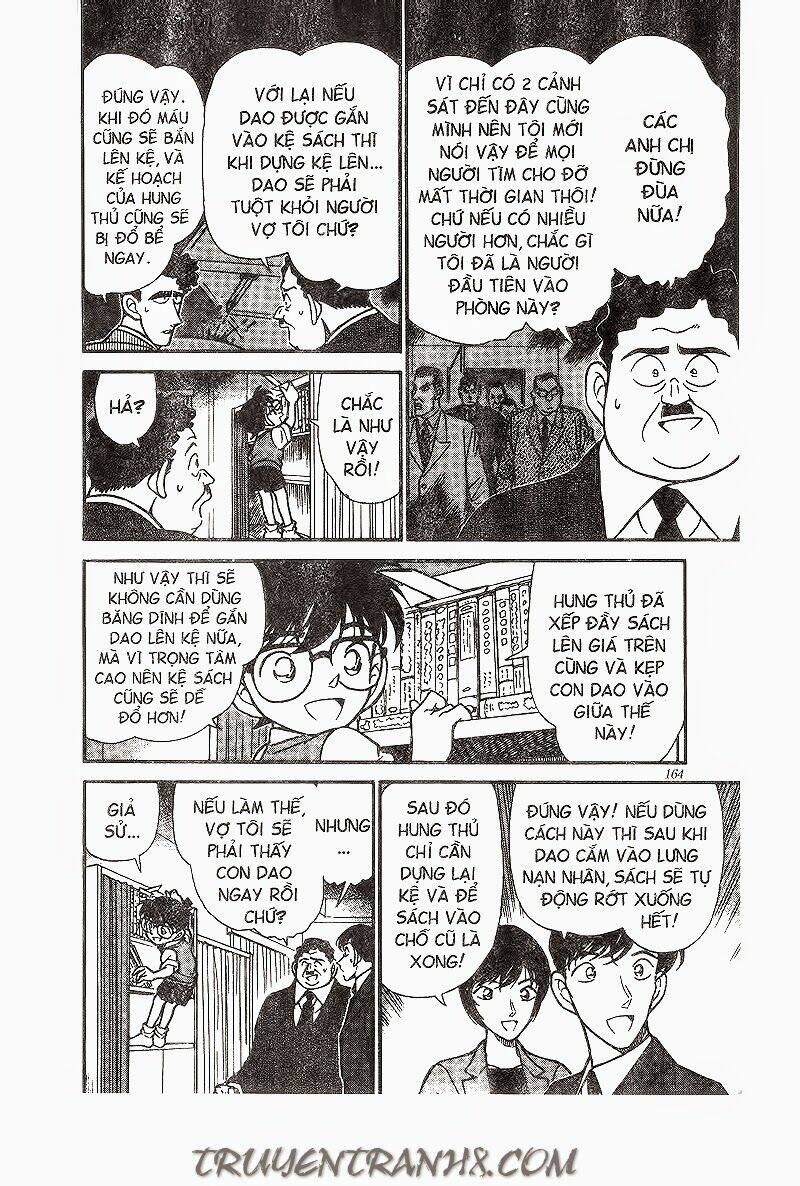 CÁC
ANH CHỊ
ĐỪNG
ĐÙA
NỮA!
VÌ CHỈ CÓ 2 CẢNH
SÁT ĐẾN ĐÂY CÙNG
MÌNH NÊN TÔI MỚI
NÓI VẬY ĐỂ MỌI
NGƯỜI TÌM CHO ĐỠ
MẤT THỜI GIAN THÔI!
CHỨ NẾU CÓ NHIỀU
NGƯỜI HƠN, CHẮC GÌ
TÔI ĐÃ LÀ NGƯỜI
ĐẦU TIÊN VÀO
PHÒNG NÀY?
VỚI LẠI NẾU
DAO ĐƯỢC GẮN
VÀO KỆ SÁCH THÌ
KHI DỰNG KỆ LÊN...
DAO SẼ PHẢI
TUỘT KHỎI NGƯỜI
VỢ TÔI CHỨ?
ĐÚNG VẬY.
KHI ĐÓ MÁU
CŨNG SẼ BẮN
LÊN KỆ, VÀ
KẾ HOẠCH
CỦA HUNG
THỦ CŨNG SẼ
BỊ ĐỔ BỂ
NGAY.
CHẮC
LÀ NHƯ
VẬY
RỒI!
HẢ?
HUNG THỦ ĐÃ
XẾP ĐẦY SÁCH
LÊN GIÁ TRÊN
CÙNG VÀ KẸP
CON DAO VÀO
GIỮA THẾ
NÀY!
NHƯ VẬY THÌ SẼ
KHÔNG CẦN DÙNG
BĂNG DÍNH ĐỂ GẮN
DAO LÊN KỆ NỮA,
MÀ VÌ TRỌNG TÂM
CAO NÊN KỆ SÁCH
CŨNG SẼ DỄ
ĐỔ HƠN!
164
ĐÚNG VẬY! NẾU DÙNG
CÁCH NÀY THÌ SAU KHI
DAO CẮM VÀO LƯNG
NẠN NHÂN, SÁCH SẼ TỰ
ĐỘNG RỚT XUỐNG
HẾT!
SAU ĐÓ
HUNG THỦ
CHỈ CẦN
DỰNG LẠI
KỆ VÀ ĐỂ
SÁCH VÀO
CHỖ CŨ LÀ
XONG!
NHƯNG
...
NẾU LÀM THẾ,
VỢ TÔI SẼ
PHẢI THẤY
CON DAO
NGAY RỒI
CHỨ?
GIẢ
SỬ...
TRUYENTRANH8.COM